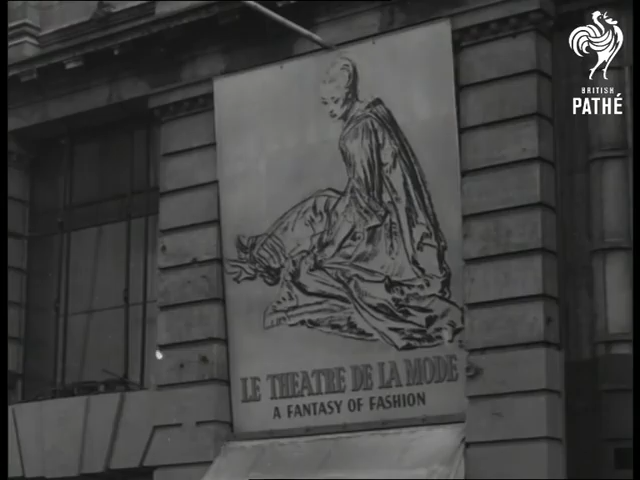 BRITISH
PATHÉ
LE THEATRE DE LA MODE
A FANTASY OF FASHION